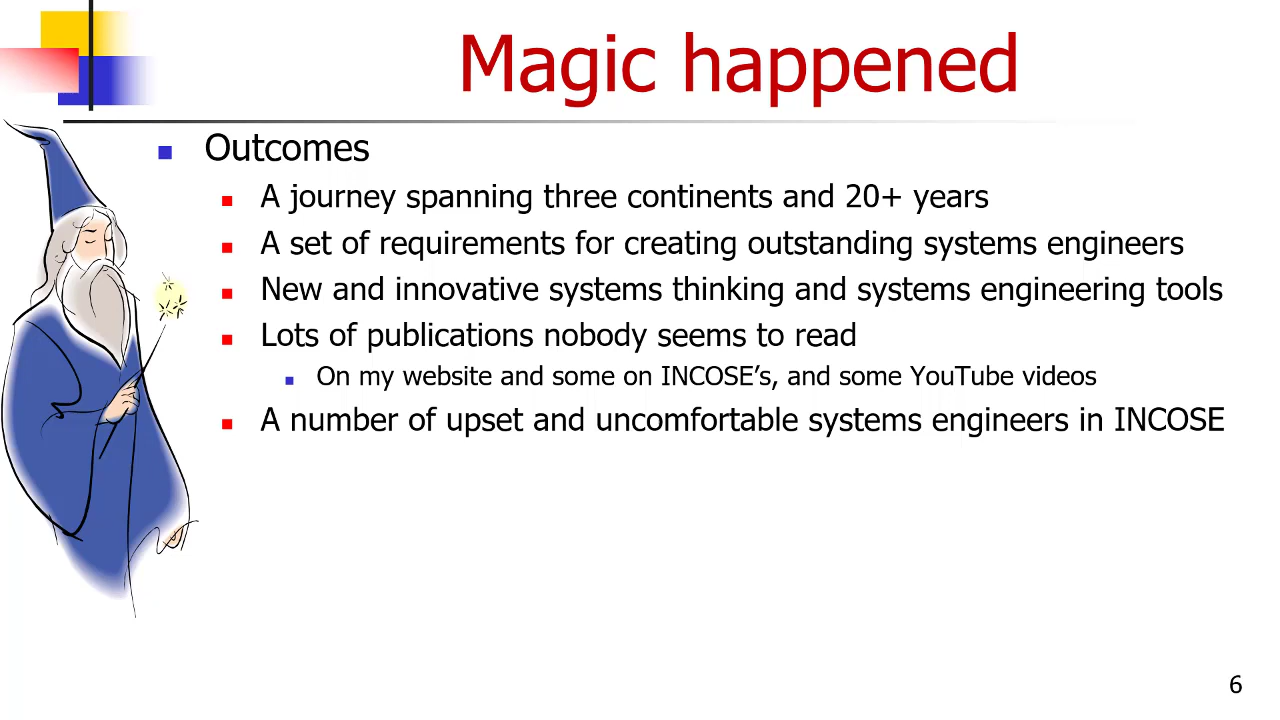 Magic happened
Outcomes
A journey spanning three continents and 20+ years
A set of requirements for creating outstanding systems engineers
New and innovative systems thinking and systems engineering tools
Lots of publications nobody seems to read
On my website and some on INCOSE’s, and some YouTube videos
A number of upset and uncomfortable systems engineers in INCOSE
6